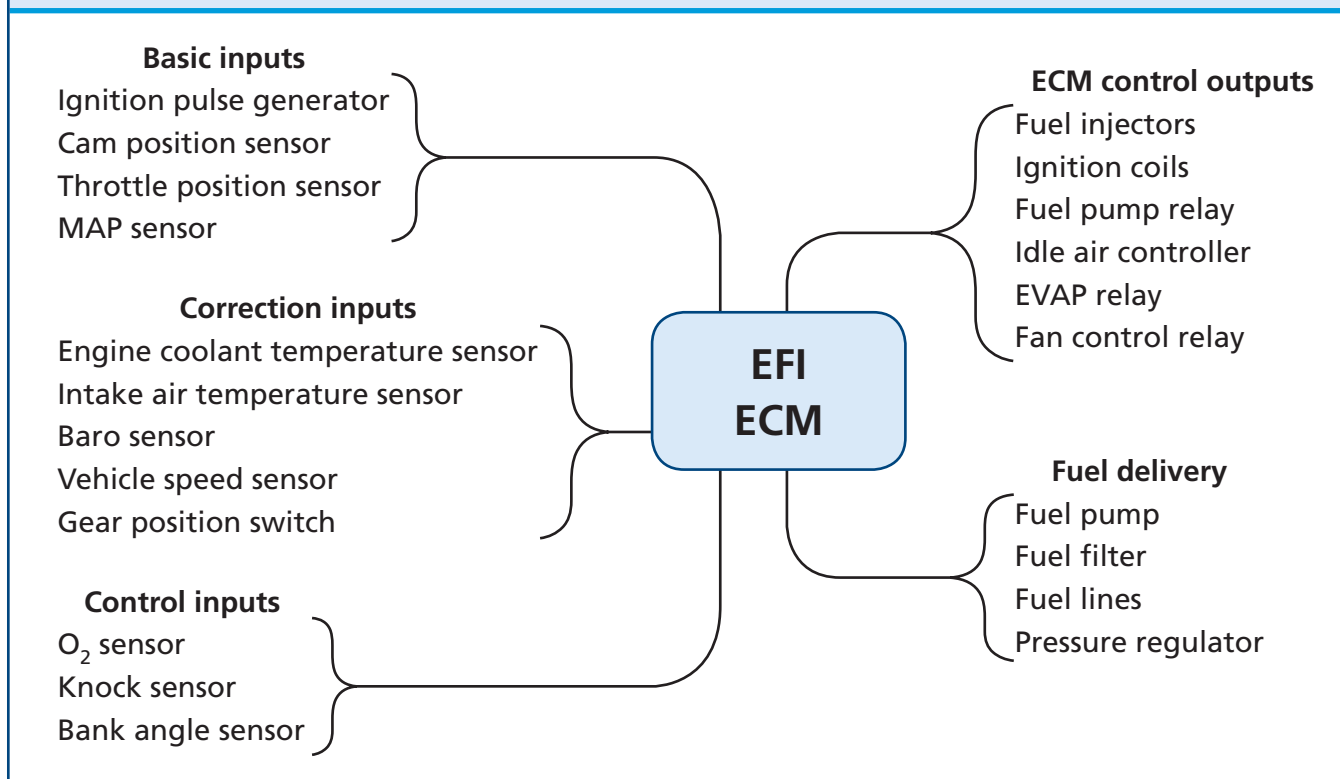 Basic inputs
Ignition pulse generator
Cam position sensor
Throttle position sensor
MAP sensor
Correction inputs
Engine coolant temperature sensor
Intake air temperature sensor
Baro sensor
Vehicle speed sensor
Gear position switch
Control inputs
O₂ sensor
Knock sensor
Bank angle sensor
EFI
ECM
ECM control outputs
Fuel injectors
Ignition coils
Fuel pump relay
Idle air controller
EVAP relay
Fan control relay
Fuel delivery
Fuel pump
Fuel filter
Fuel lines
Pressure regulator